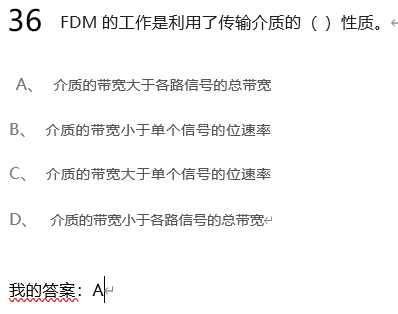 36 FDM 的工作是利用了传输介质的（ ）性质。
A、 介质的带宽大于各路信号的总带宽
B、 介质的带宽小于单个信号的位速率
C、 介质的带宽大于单个信号的位速率
D、 介质的带宽小于各路信号的总带宽
我的答案：A